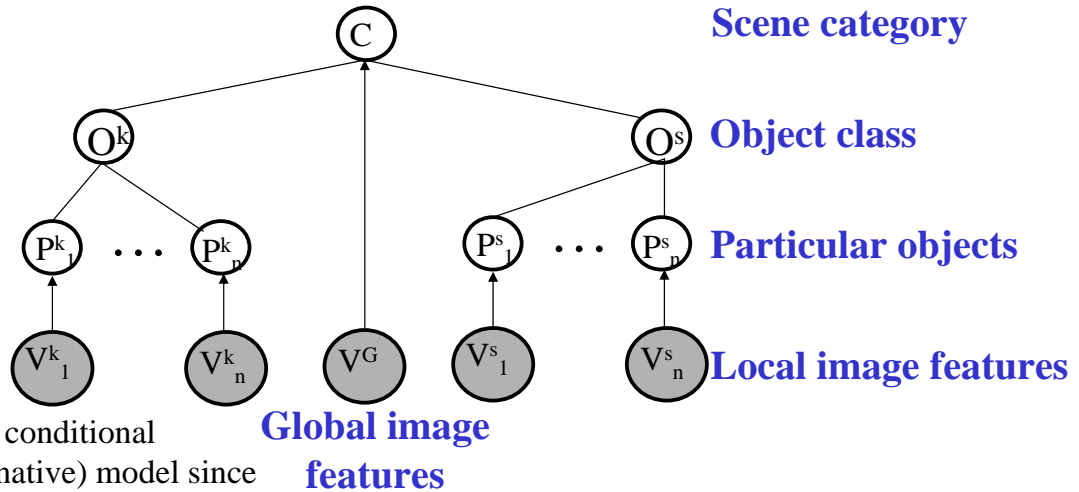 C Scene category
O^k O^s Object class
P^k_1 . . . P^k_n P^s_1 . . . P^s_n Particular objects
V^k_1 V^k_n V^G V^s_1 V^s_n Local image features
conditional Global image
native) model since features